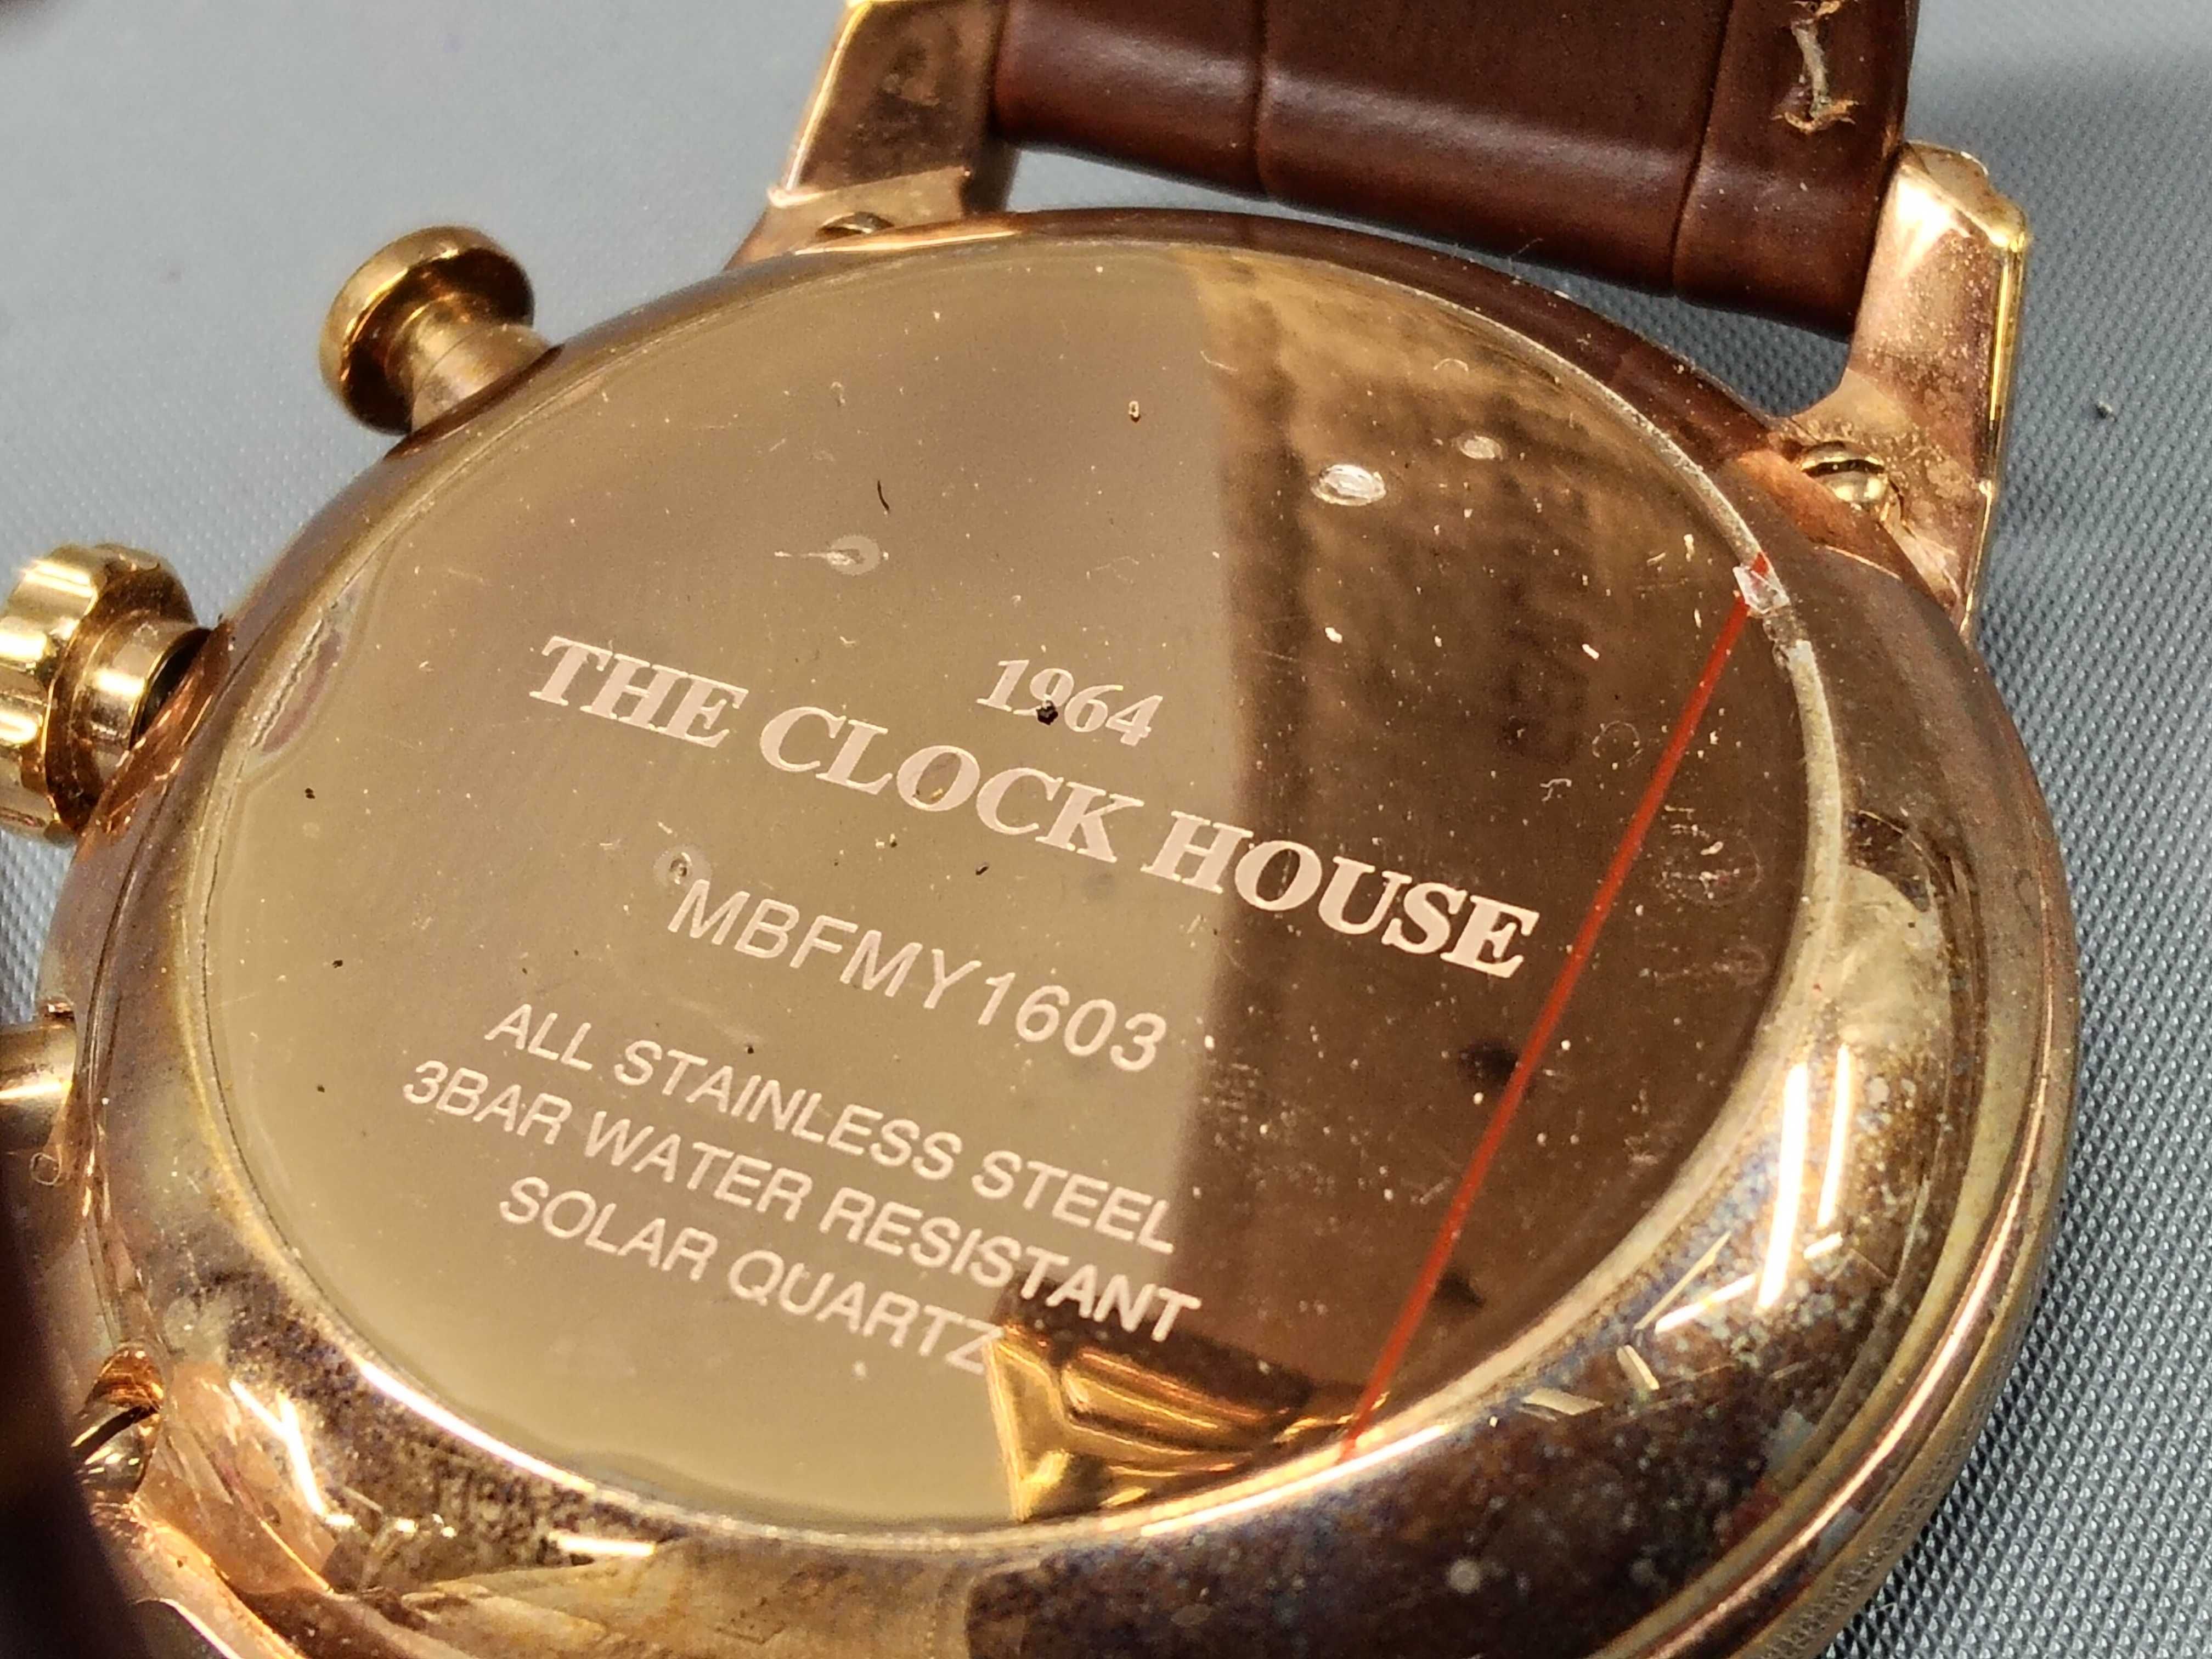 1964
THE CLOCK HOUSE
MBFMY1603
ALL STAINLESS STEEL
3BAR WATER RESISTANT
SOLAR QUARTZ